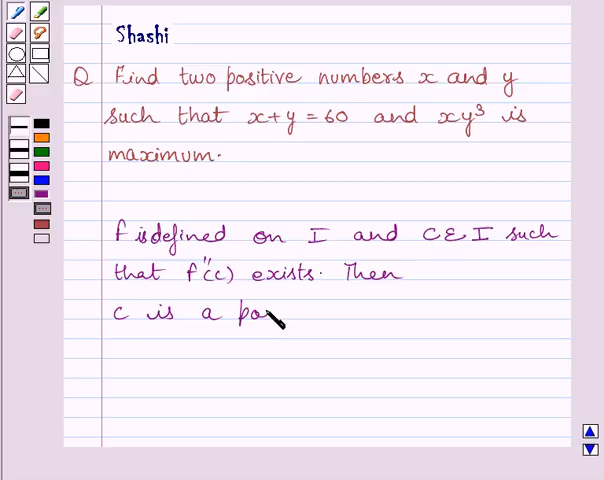 Shashi
Q Find two positive numbers x and y
such that x+y = 60 and xy³ is
maximum.
f is defined on I and C ε I such
that f''(c) exists. Then
c is a po